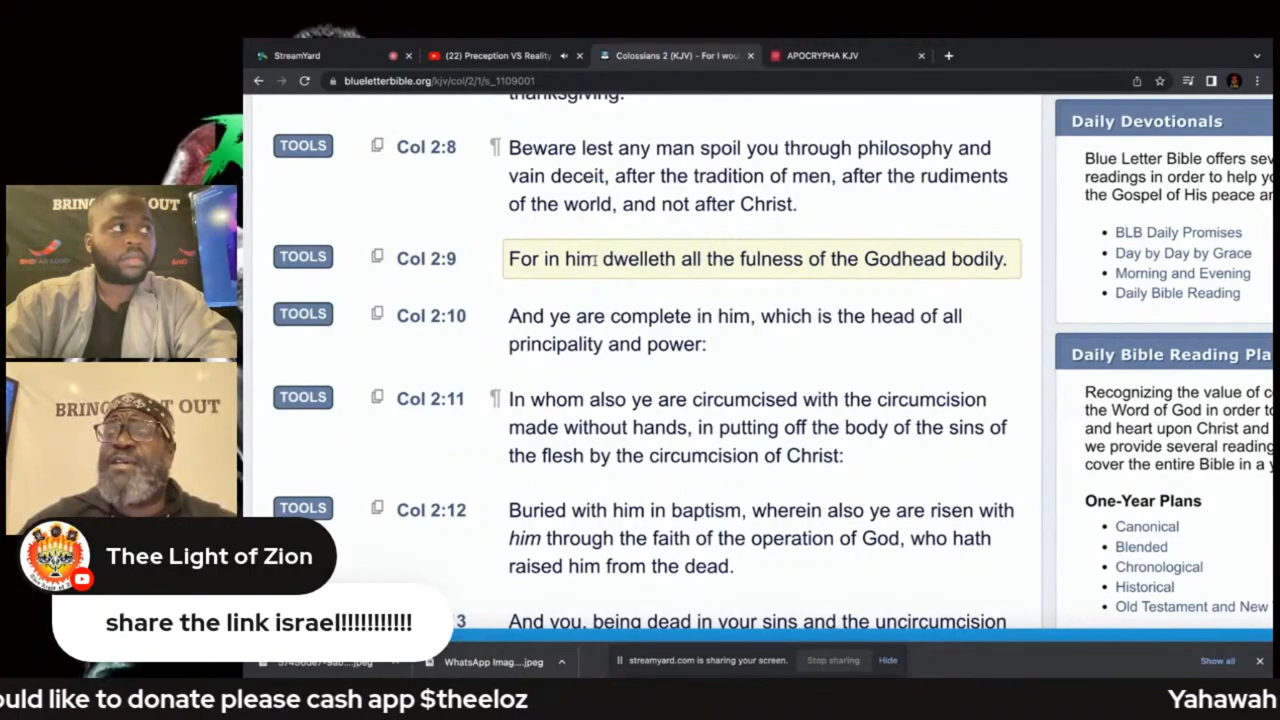 StreamYard
(22) Preception VS Reality
Colossians 2 (KJV) - For I wou
APOCRYPHA KJV
blueletterbible.org/kjv/col/2/1/s_1109001
thanksgiving.
TOOLS
Col 2:8
¶ Beware lest any man spoil you through philosophy and
vain deceit, after the tradition of men, after the rudiments
of the world, and not after Christ.
TOOLS
Col 2:9
For in him dwelleth all the fulness of the Godhead bodily.
TOOLS
Col 2:10
And ye are complete in him, which is the head of all
principality and power:
TOOLS
Col 2:11
¶ In whom also ye are circumcised with the circumcision
made without hands, in putting off the body of the sins of
the flesh by the circumcision of Christ:
TOOLS
Col 2:12
Buried with him in baptism, wherein also ye are risen with
him through the faith of the operation of God, who hath
raised him from the dead.
3
And you, being dead in your sins and the uncircumcision
Daily Devotionals
Blue Letter Bible offers sev
readings in order to help yo
the Gospel of His peace an
• BLB Daily Promises
• Day by Day by Grace
• Morning and Evening
• Daily Bible Reading
Daily Bible Reading Pla
Recognizing the value of c
the Word of God in order to
and heart upon Christ and
we provide several reading
cover the entire Bible in a y
One-Year Plans
• Canonical
• Blended
• Chronological
• Historical
• Old Testament and New
BRING OUT
BRING T OUT
Thee Light of Zion
share the link israel!!!!!!!!!!!
WhatsApp Imag....jpeg
streamyard.com is sharing your screen.
Stop sharing
Hide
Show all
ould like to donate please cash app $theeloz
Yahawah